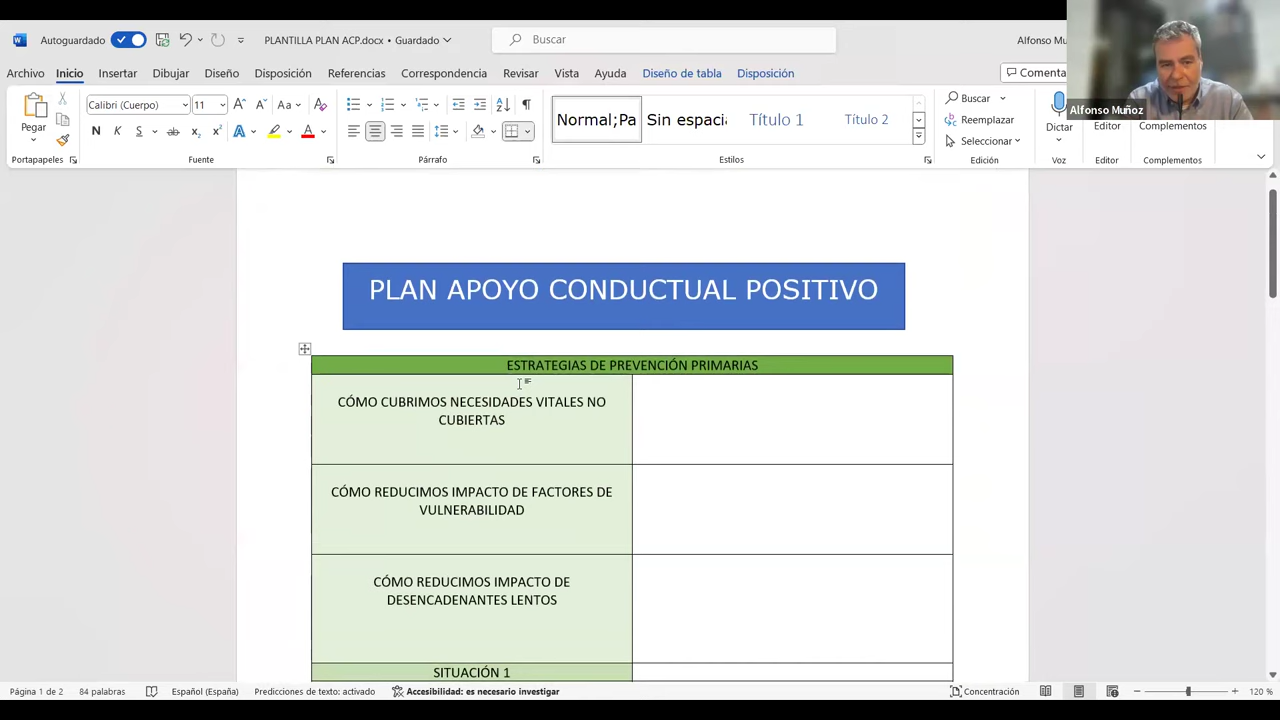 Autoguardado
PLANTILLA PLAN ACP.docx • Guardado
Buscar
Alfonso Mu
Archivo Inicio Insertar Dibujar Diseño Disposición Referencias Correspondencia Revisar Vista Ayuda Diseño de tabla Disposición
Comenta
Pegar
Calibri (Cuerpo) 11
Normal;Pa Sin espacia Título 1 Título 2
Buscar
Reemplazar
Seleccionar
Dictar
Editor
Complementos
Portapapeles Fuente Párrafo Estilos Edición Voz Editor Complementos
Alfonso Muñoz
PLAN APOYO CONDUCTUAL POSITIVO
ESTRATEGIAS DE PREVENCIÓN PRIMARIAS
CÓMO CUBRIMOS NECESIDADES VITALES NO
CUBIERTAS
CÓMO REDUCIMOS IMPACTO DE FACTORES DE
VULNERABILIDAD
CÓMO REDUCIMOS IMPACTO DE
DESENCADENANTES LENTOS
SITUACIÓN 1
Página 1 de 2 84 palabras Español (España) Predicciones de texto: activado Accesibilidad: es necesario investigar Concentración 120 %